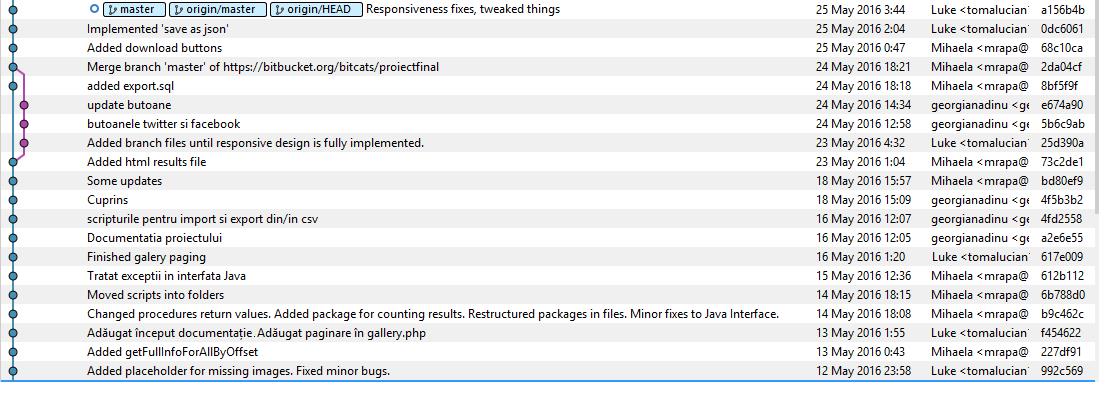 master origin/master origin/HEAD Responsiveness fixes, tweaked things 25 May 2016 3:44 Luke <tomalucian a156b4b
Implemented 'save as json' 25 May 2016 2:04 Luke <tomalucian 0dc6061
Added download buttons 25 May 2016 0:47 Mihaela <mrapa@ 68c10ca
Merge branch 'master' of https://bitbucket.org/bitcats/proiectfinal 24 May 2016 18:21 Mihaela <mrapa@ 2da04cf
added export.sql 24 May 2016 18:18 Mihaela <mrapa@ 8bf5f9f
update butoane 24 May 2016 14:34 georgianadinu <ge e674a90
butoanele twitter si facebook 24 May 2016 12:58 georgianadinu <ge 5b6c9ab
Added branch files until responsive design is fully implemented. 23 May 2016 4:32 Luke <tomalucian 25d390a
Added html results file 23 May 2016 1:04 Mihaela <mrapa@ 73c2de1
Some updates 18 May 2016 15:57 Mihaela <mrapa@ bd80ef9
Cuprins 18 May 2016 15:09 georgianadinu <ge 4f5b3b2
scripturile pentru import si export din/in csv 16 May 2016 12:07 georgianadinu <ge 4fd2558
Documentatia proiectului 16 May 2016 12:05 georgianadinu <ge a2e6e55
Finished galery paging 16 May 2016 1:20 Luke <tomalucian 617e009
Tratat exceptii in interfata Java 15 May 2016 12:36 Mihaela <mrapa@ 612b112
Moved scripts into folders 14 May 2016 18:15 Mihaela <mrapa@ 6b788d0
Changed procedures return values. Added package for counting results. Restructured packages in files. Minor fixes to Java Interface. 14 May 2016 18:08 Mihaela <mrapa@ b9c462c
Adăugat început documentație. Adăugat paginare în gallery.php 13 May 2016 1:55 Luke <tomalucian f454622
Added getFullInfoForAllByOffset 13 May 2016 0:43 Mihaela <mrapa@ 227df91
Added placeholder for missing images. Fixed minor bugs. 12 May 2016 23:58 Luke <tomalucian 992c569